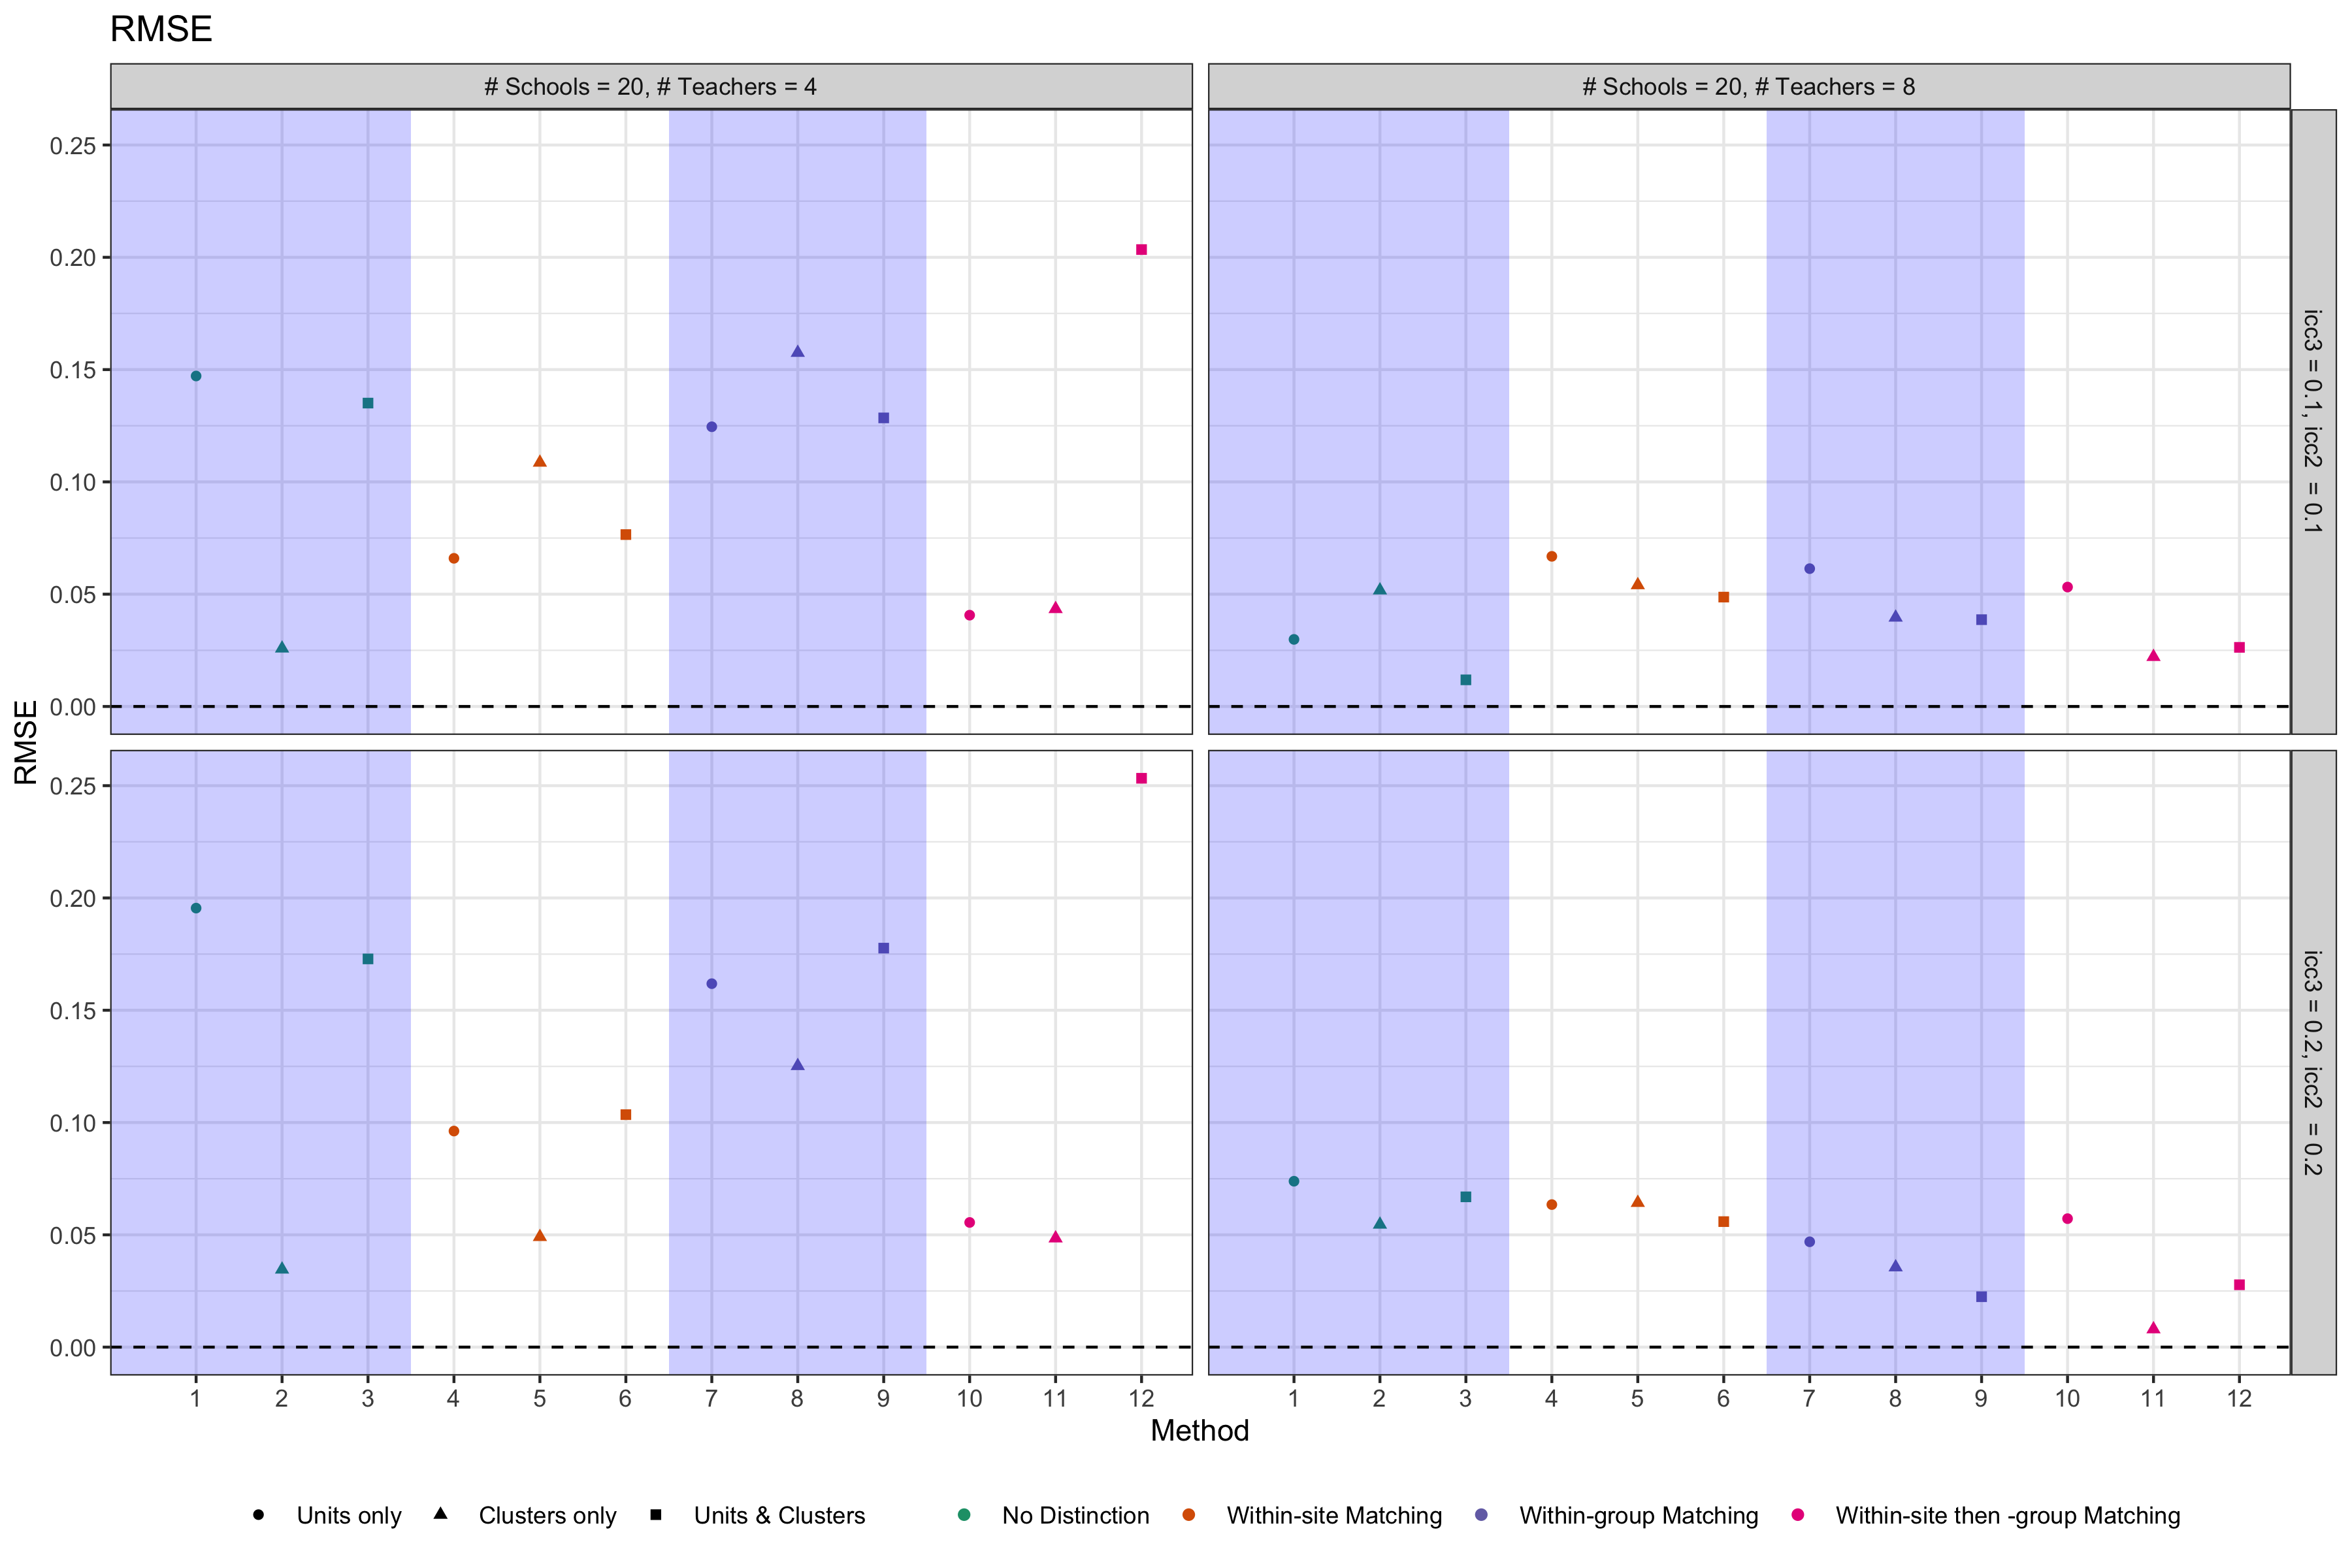 RMSE
# Schools = 20, # Teachers = 4
# Schools = 20, # Teachers = 8
0.25
0.20
0.15
0.10
0.05
0.00
icc3 = 0.1, icc2 = 0.1
RMSE
0.25
0.20
0.15
0.10
0.05
0.00
icc3 = 0.2, icc2 = 0.2
1 2 3 4 5 6 7 8 9 10 11 12
1 2 3 4 5 6 7 8 9 10 11 12
Method
Units only Clusters only Units & Clusters No Distinction Within-site Matching Within-group Matching Within-site then -group Matching